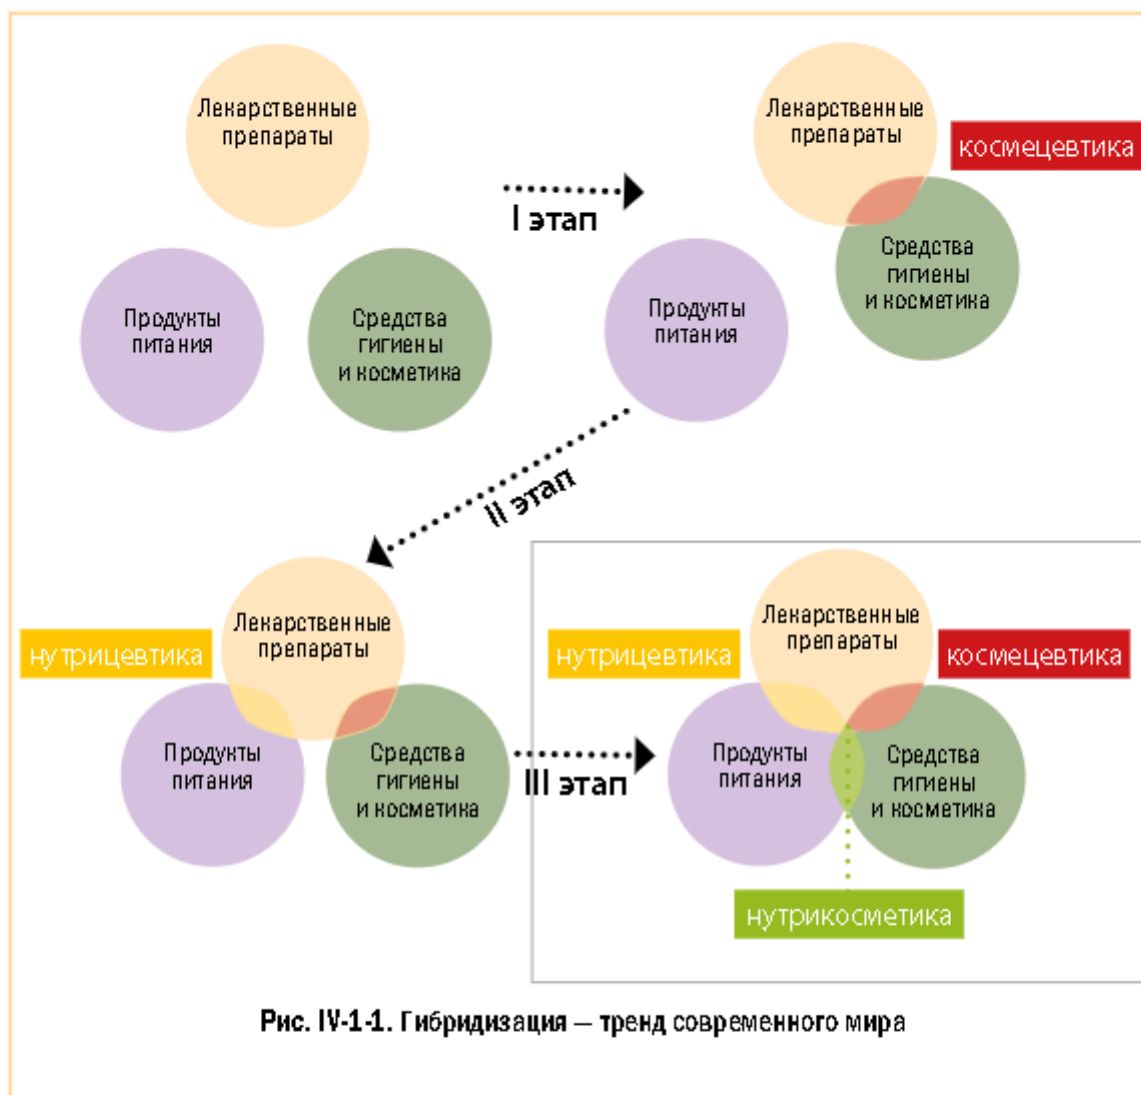 Лекарственные
препараты
Продукты
питания
Средства
гигиены
и косметика
I этап
Лекарственные
препараты
космецевтика
Средства
гигиены
и косметика
Продукты
питания
II этап
нутрицевтика
Лекарственные
препараты
Продукты
питания
Средства
гигиены
и косметика
III этап
нутрицевтика
Лекарственные
препараты
космецевтика
Продукты
питания
Средства
гигиены
и косметика
нутрикосметика
Рис. IV-1-1. Гибридизация — тренд современного мира